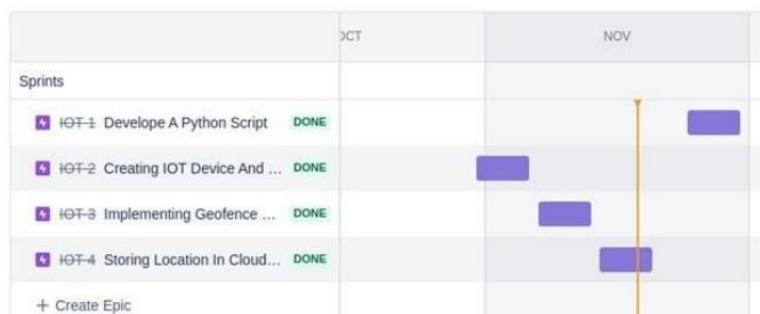 OCT NOV
Sprints
IOT-1 Develope A Python Script DONE
IOT-2 Creating IOT Device And ... DONE
IOT-3 Implementing Geofence ... DONE
IOT-4 Storing Location In Cloud... DONE
+ Create Epic